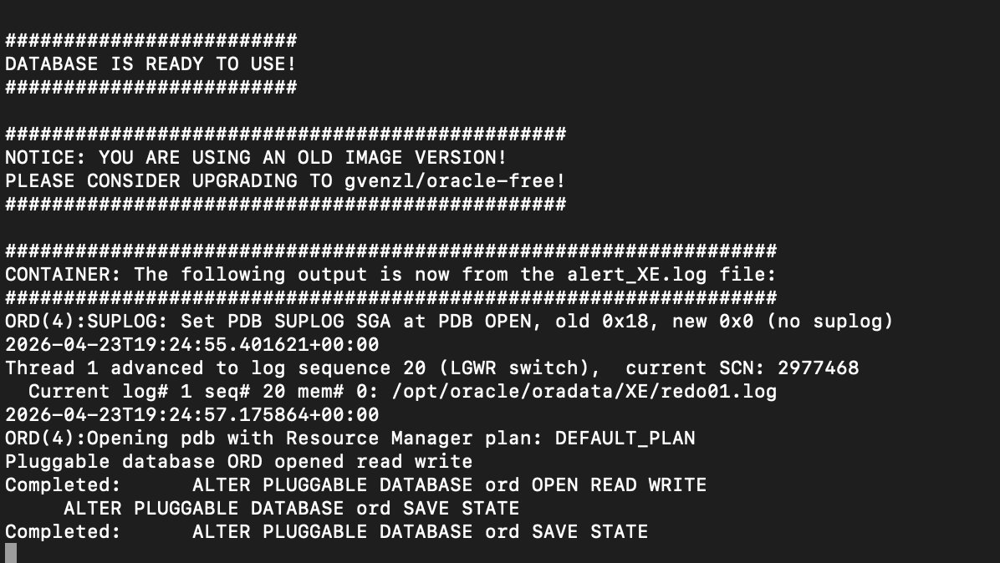 #########################
DATABASE IS READY TO USE!
#########################
################################################
NOTICE: YOU ARE USING AN OLD IMAGE VERSION!
PLEASE CONSIDER UPGRADING TO gvenzl/oracle-free!
################################################
##################################################################
CONTAINER: The following output is now from the alert_XE.log file:
##################################################################
ORD(4):SUPLOG: Set PDB SUPLOG SGA at PDB OPEN, old 0x18, new 0x0 (no suplog)
2026-04-23T19:24:55.401621+00:00
Thread 1 advanced to log sequence 20 (LGWR switch),  current SCN: 2977468
  Current log# 1 seq# 20 mem# 0: /opt/oracle/oradata/XE/redo01.log
2026-04-23T19:24:57.175864+00:00
ORD(4):Opening pdb with Resource Manager plan: DEFAULT_PLAN
Pluggable database ORD opened read write
Completed:      ALTER PLUGGABLE DATABASE ord OPEN READ WRITE
     ALTER PLUGGABLE DATABASE ord SAVE STATE
Completed:      ALTER PLUGGABLE DATABASE ord SAVE STATE